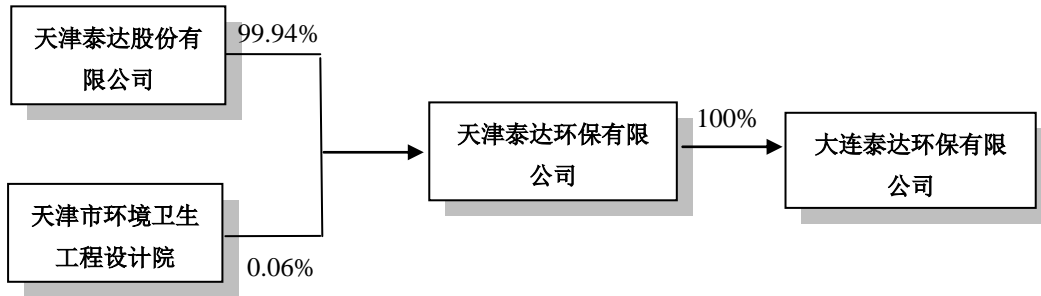 天津泰达股份有
限公司
99.94%
天津市环境卫生
工程设计院
0.06%
天津泰达环保有限
公司
100%
大连泰达环保有限
公司